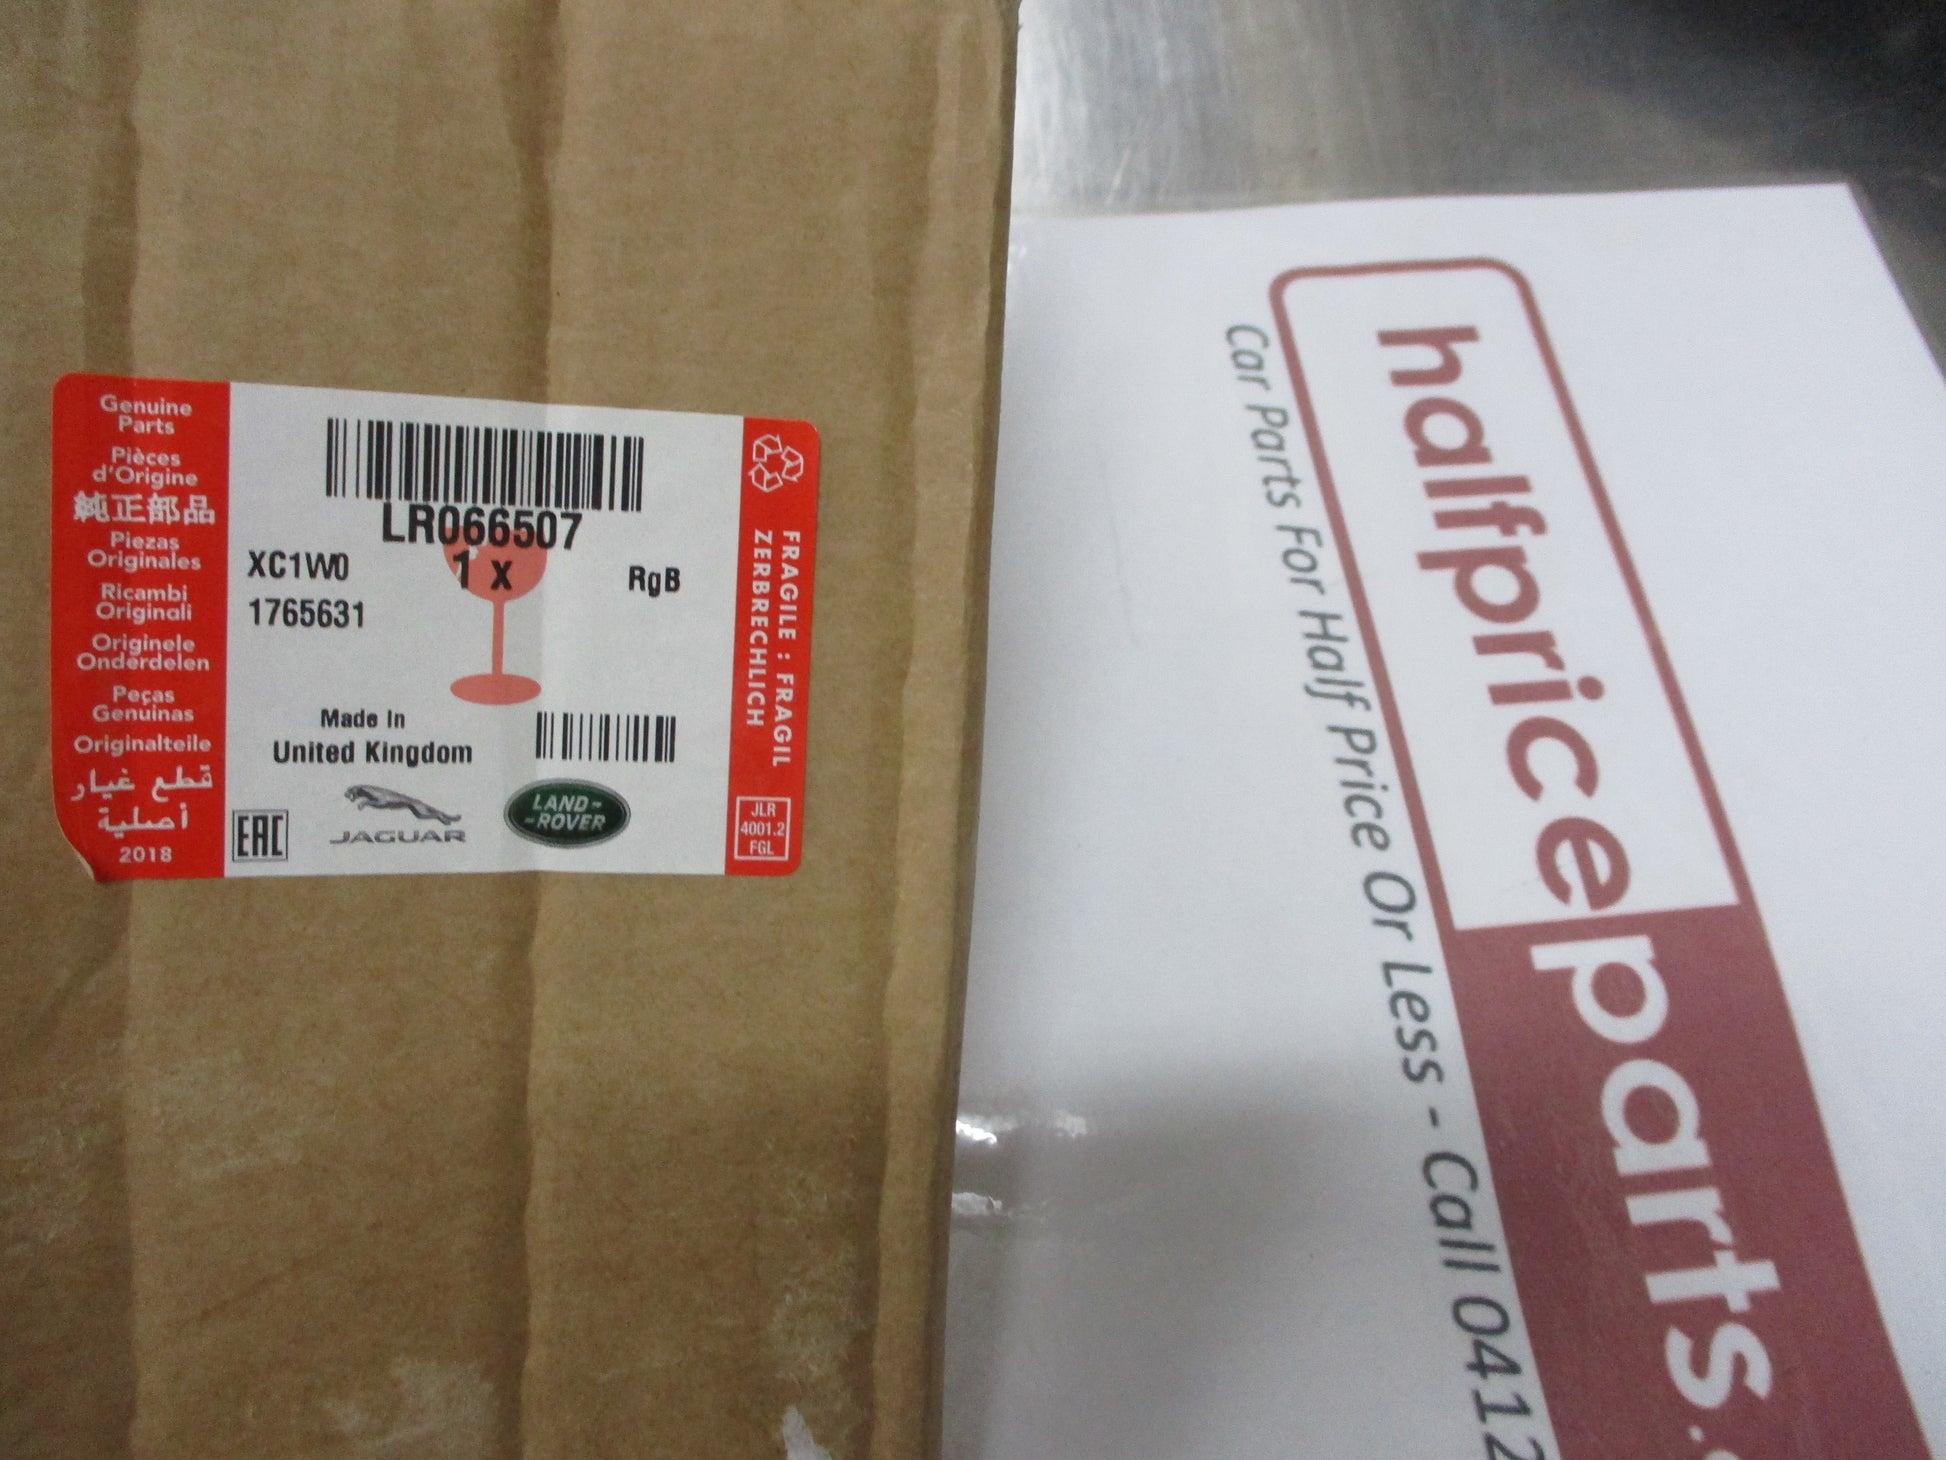 Genuine
Parts
Pièces
d'Origine
純正部品
Piezas
Originales
Ricambi
Originali
Originele
Onderdelen
Peças
Genuinas
Originalteile
قطع غيار
أصلية
2018
LR066507
XC1W0
1 x
RgB
1765631
Made In
United Kingdom
EAC
JAGUAR
LAND-
-ROVER
FRAGILE : FRAGIL
ZERBRECHLICH
JLR
4001.2
FGL
halfpriceparts.
Car Parts For Half Price Or Less - Call 0412